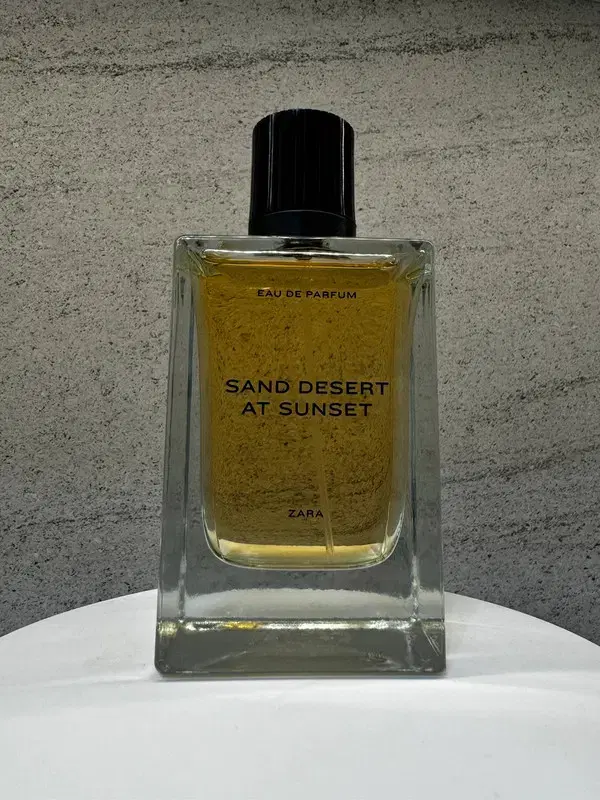 EAU DE PARFUM
SAND DESERT
AT SUNSET
ZARA